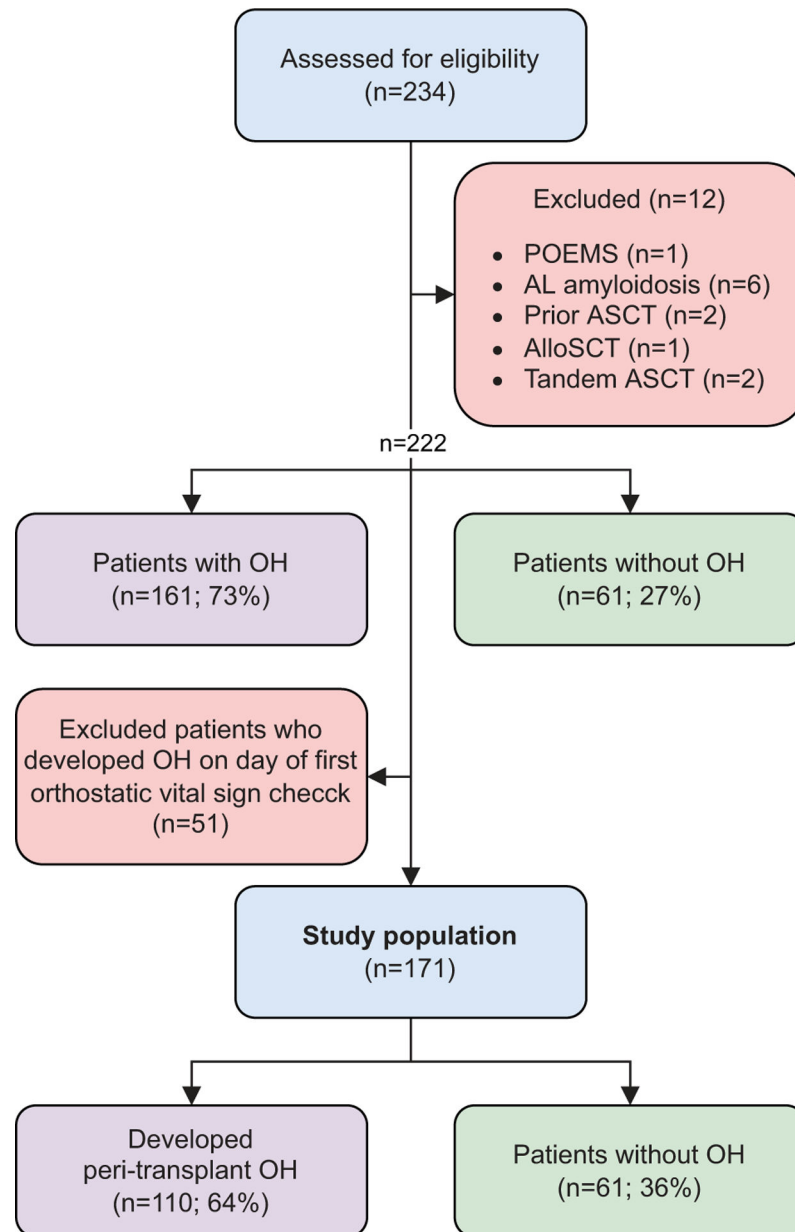 Assessed for eligibility
(n=234)
Excluded (n=12)
• POEMS (n=1)
• AL amyloidosis (n=6)
• Prior ASCT (n=2)
• AlloSCT (n=1)
• Tandem ASCT (n=2)
n=222
Patients with OH
(n=161; 73%)
Patients without OH
(n=61; 27%)
Excluded patients who
developed OH on day of first
orthostatic vital sign checck
(n=51)
Study population
(n=171)
Developed
peri-transplant OH
(n=110; 64%)
Patients without OH
(n=61; 36%)